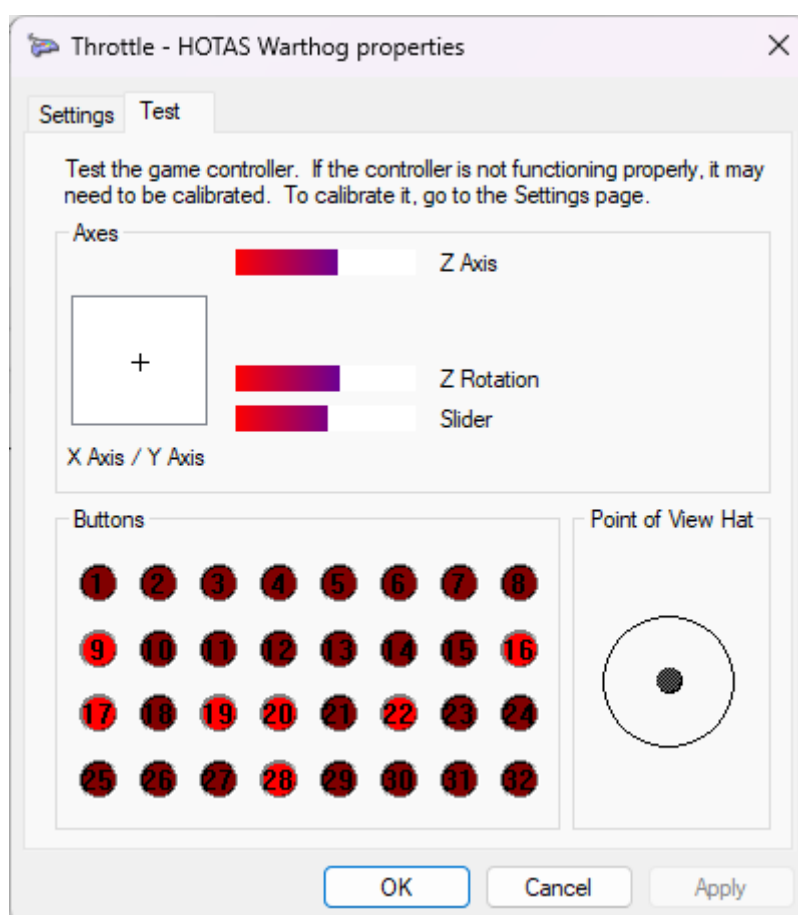 Throttle - HOTAS Warthog properties
Settings Test
Test the game controller. If the controller is not functioning properly, it may
need to be calibrated. To calibrate it, go to the Settings page.
Axes
Z Axis
Z Rotation
Slider
X Axis / Y Axis
Buttons
1 2 3 4 5 6 7 8
9 10 11 12 13 14 15 16
17 18 19 20 21 22 23 24
25 26 27 28 29 30 31 32
Point of View Hat
OK Cancel Apply